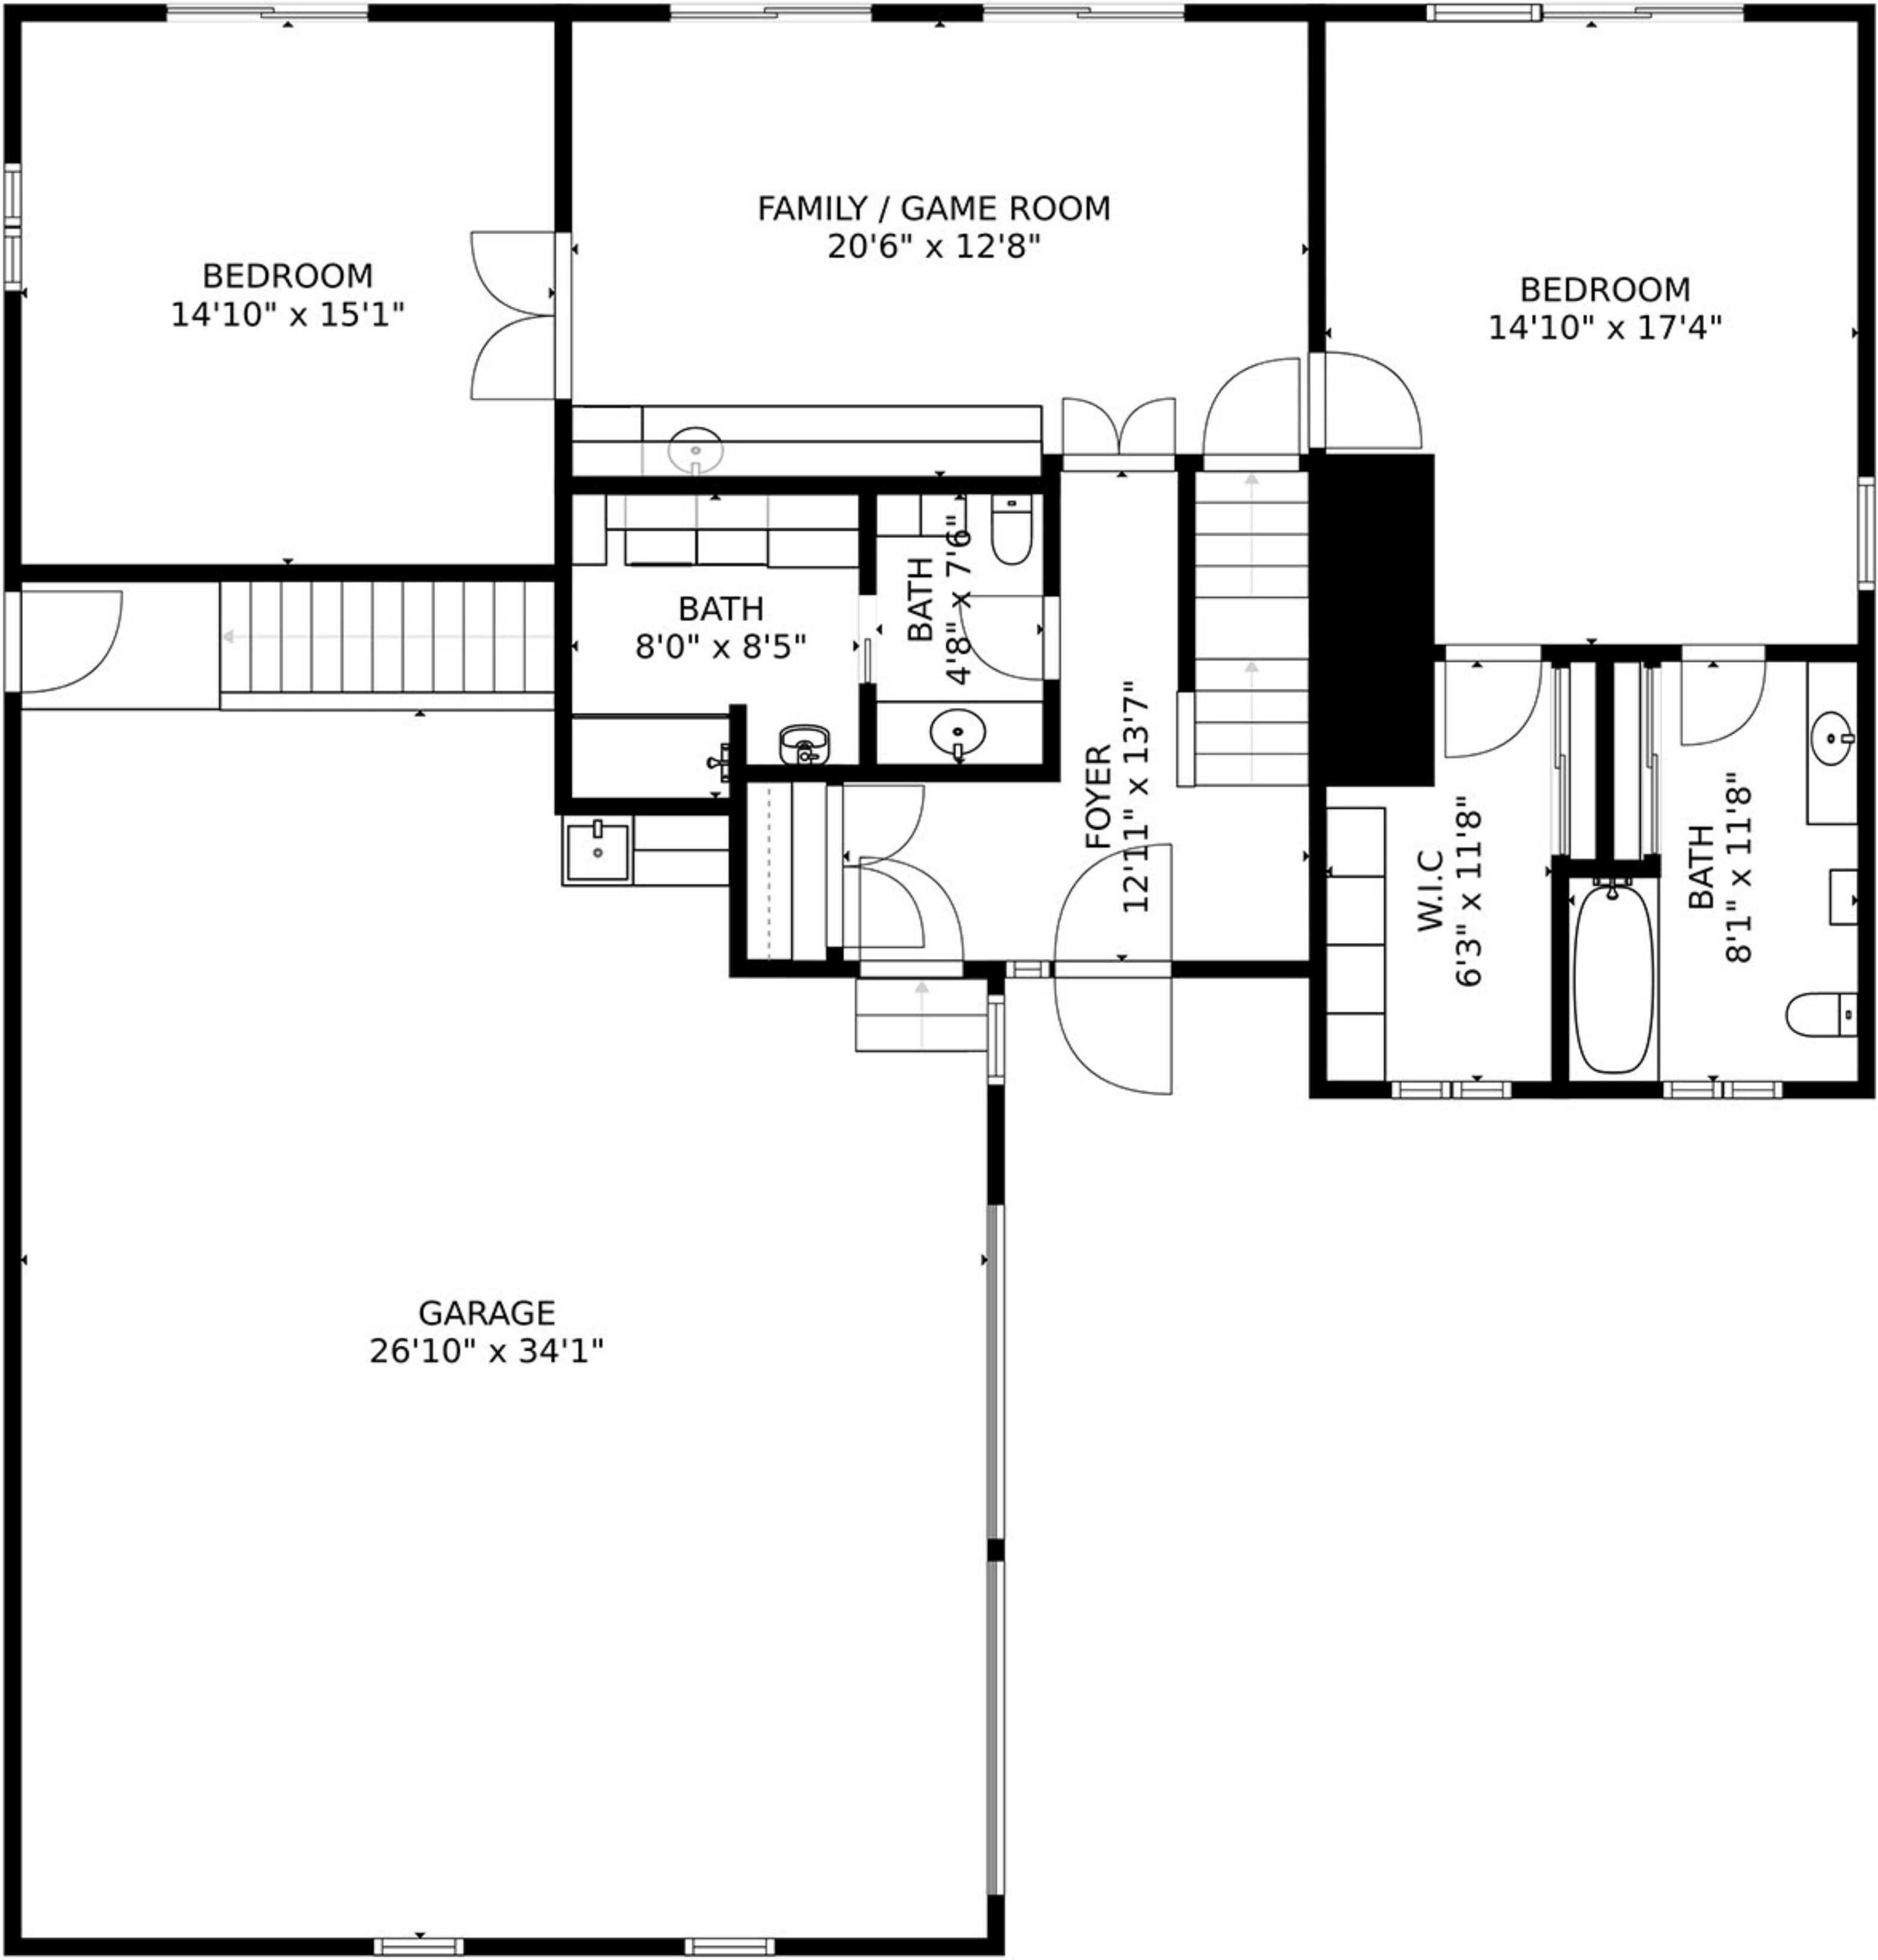 FAMILY / GAME ROOM
20'6" x 12'8"
BEDROOM
14'10" x 15'1"
BEDROOM
14'10" x 17'4"
BATH
8'0" x 8'5"
BATH
4'8" x 7'6"
FOYER
12'11" x 13'7"
W.I.C
6'3" x 11'8"
BATH
8'1" x 11'8"
GARAGE
26'10" x 34'1"